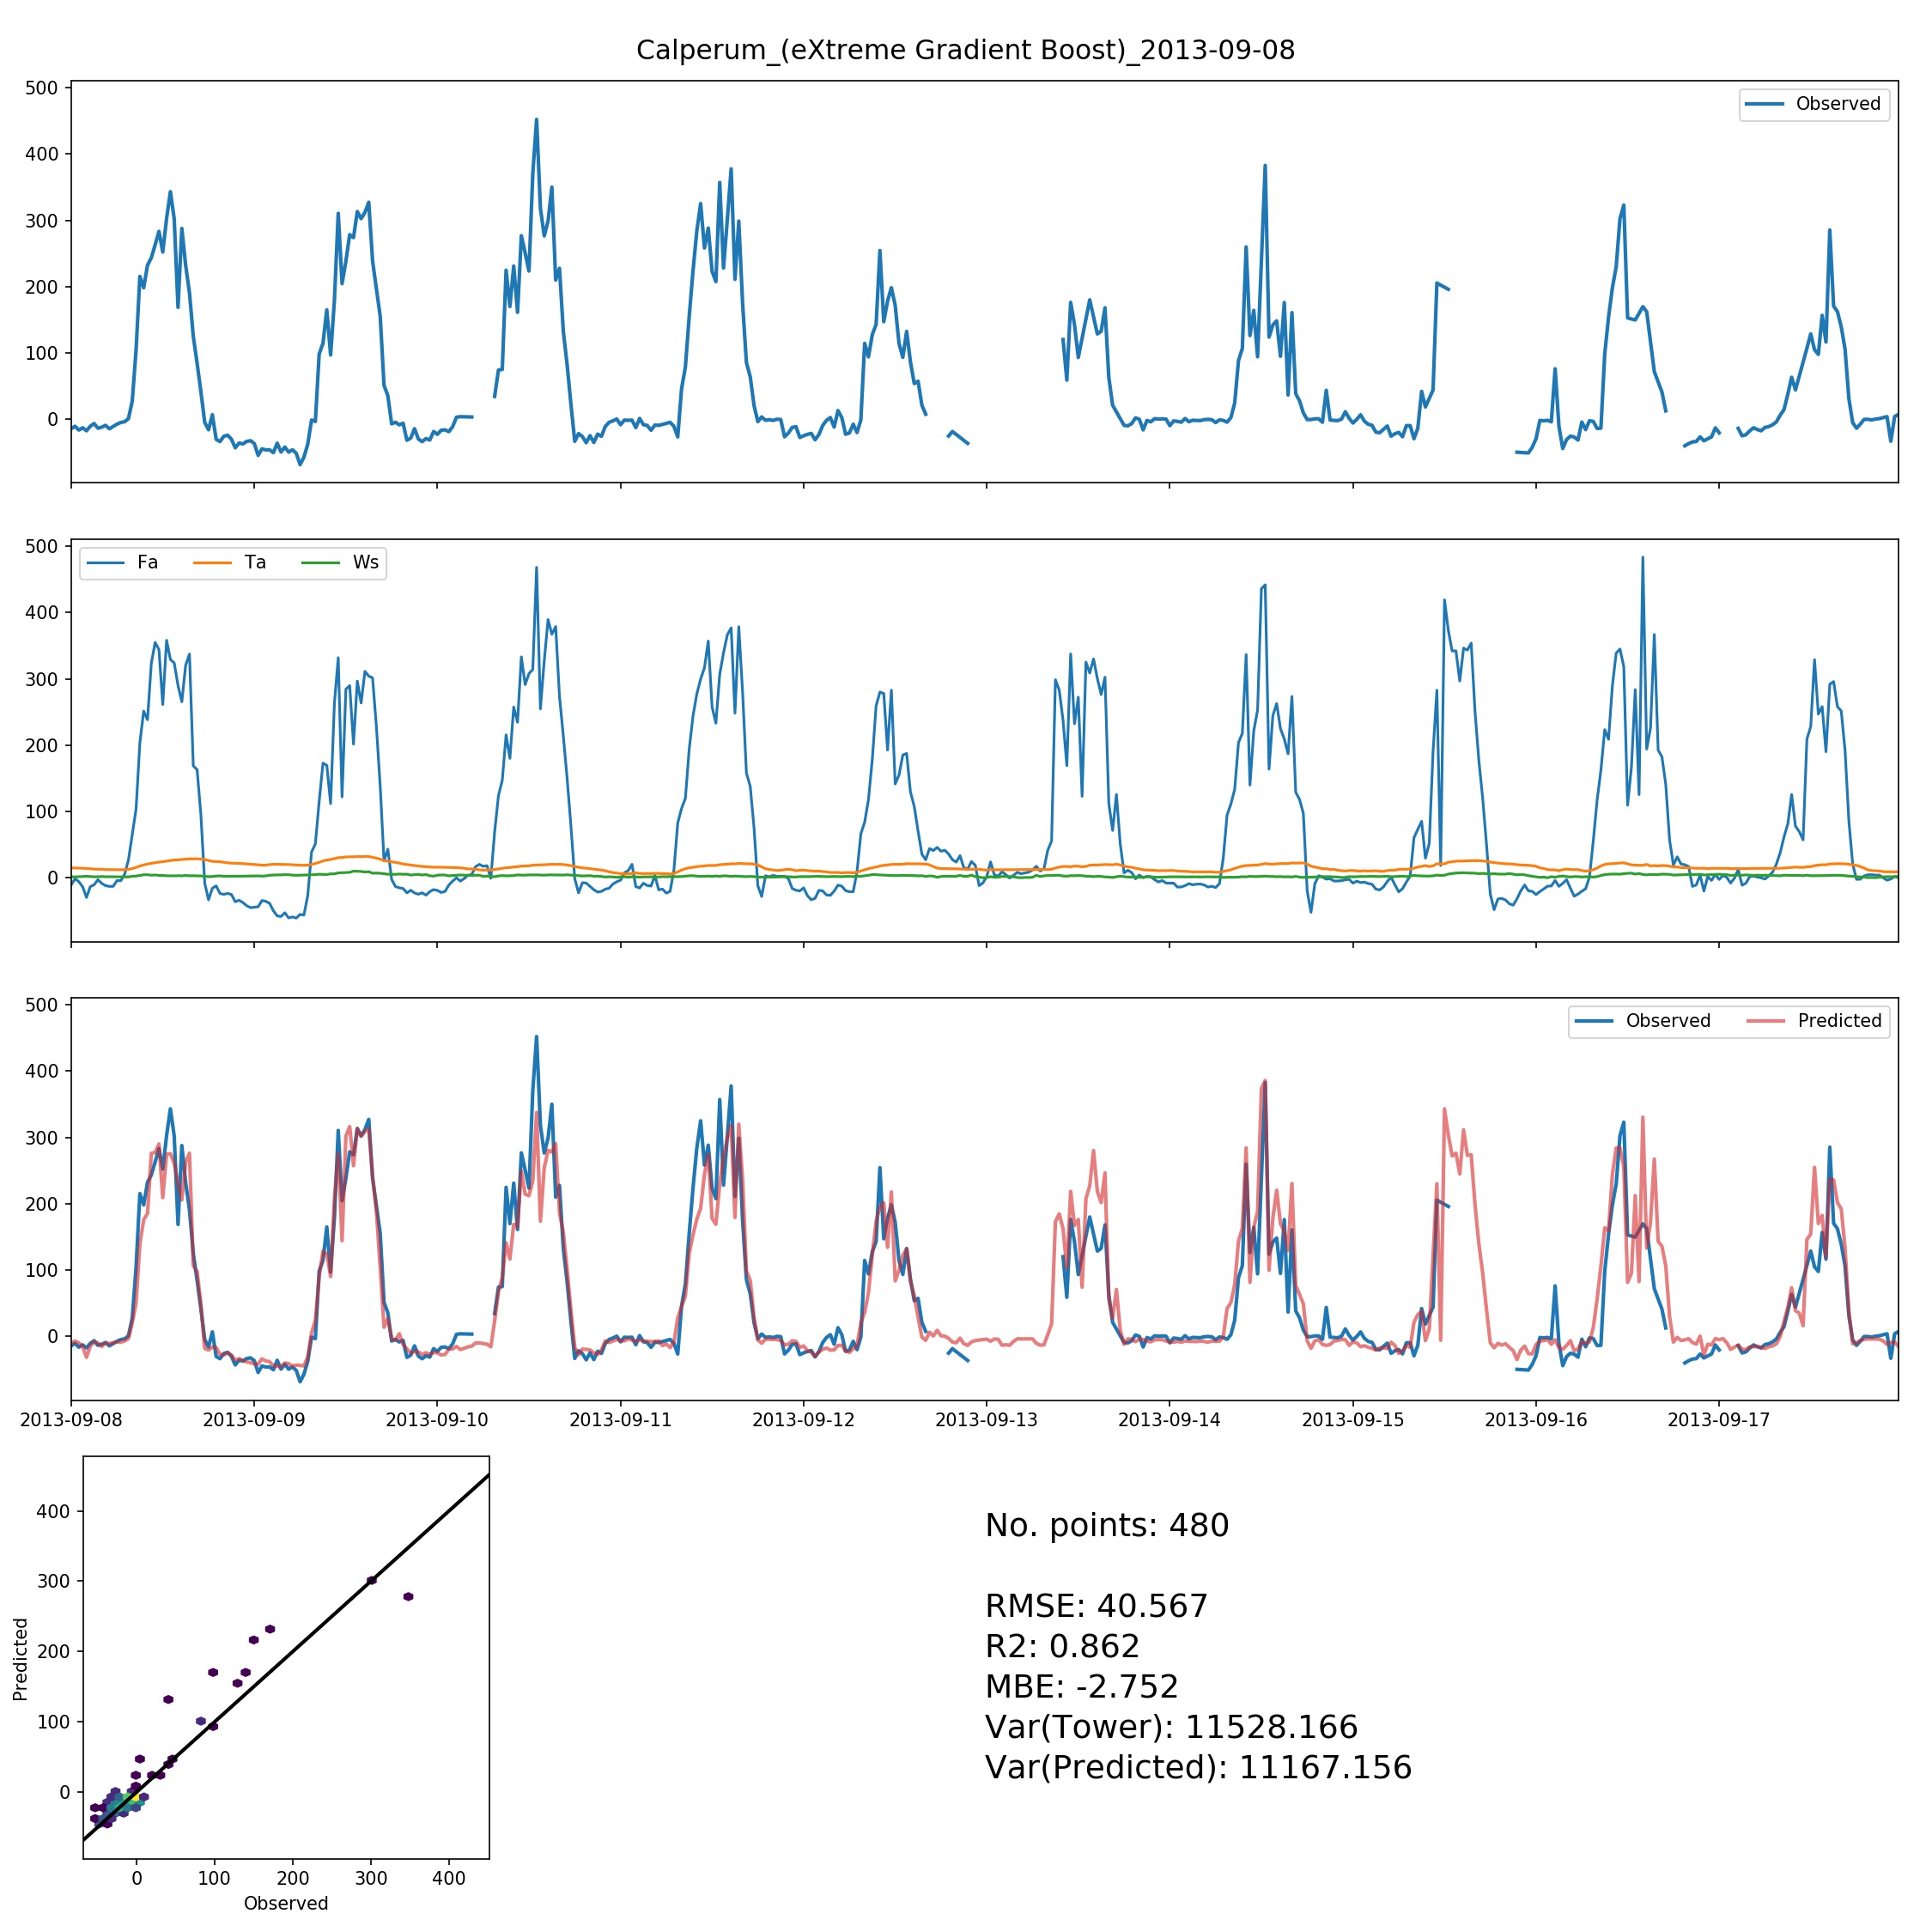 Calperum_(eXtreme Gradient Boost)_2013-09-08
500
400
300
200
100
0
Observed
500
400
300
200
100
0
Fa Ta Ws
500
400
300
200
100
0
Observed Predicted
2013-09-08 2013-09-09 2013-09-10 2013-09-11 2013-09-12 2013-09-13 2013-09-14 2013-09-15 2013-09-16 2013-09-17
400
300
200
100
0
Predicted
0 100 200 300 400
Observed
No. points: 480
RMSE: 40.567
R2: 0.862
MBE: -2.752
Var(Tower): 11528.166
Var(Predicted): 11167.156